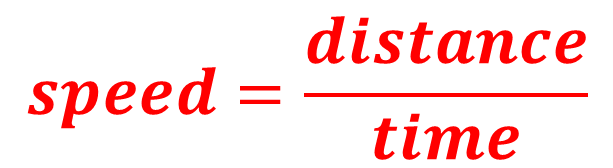 speed = distance
time